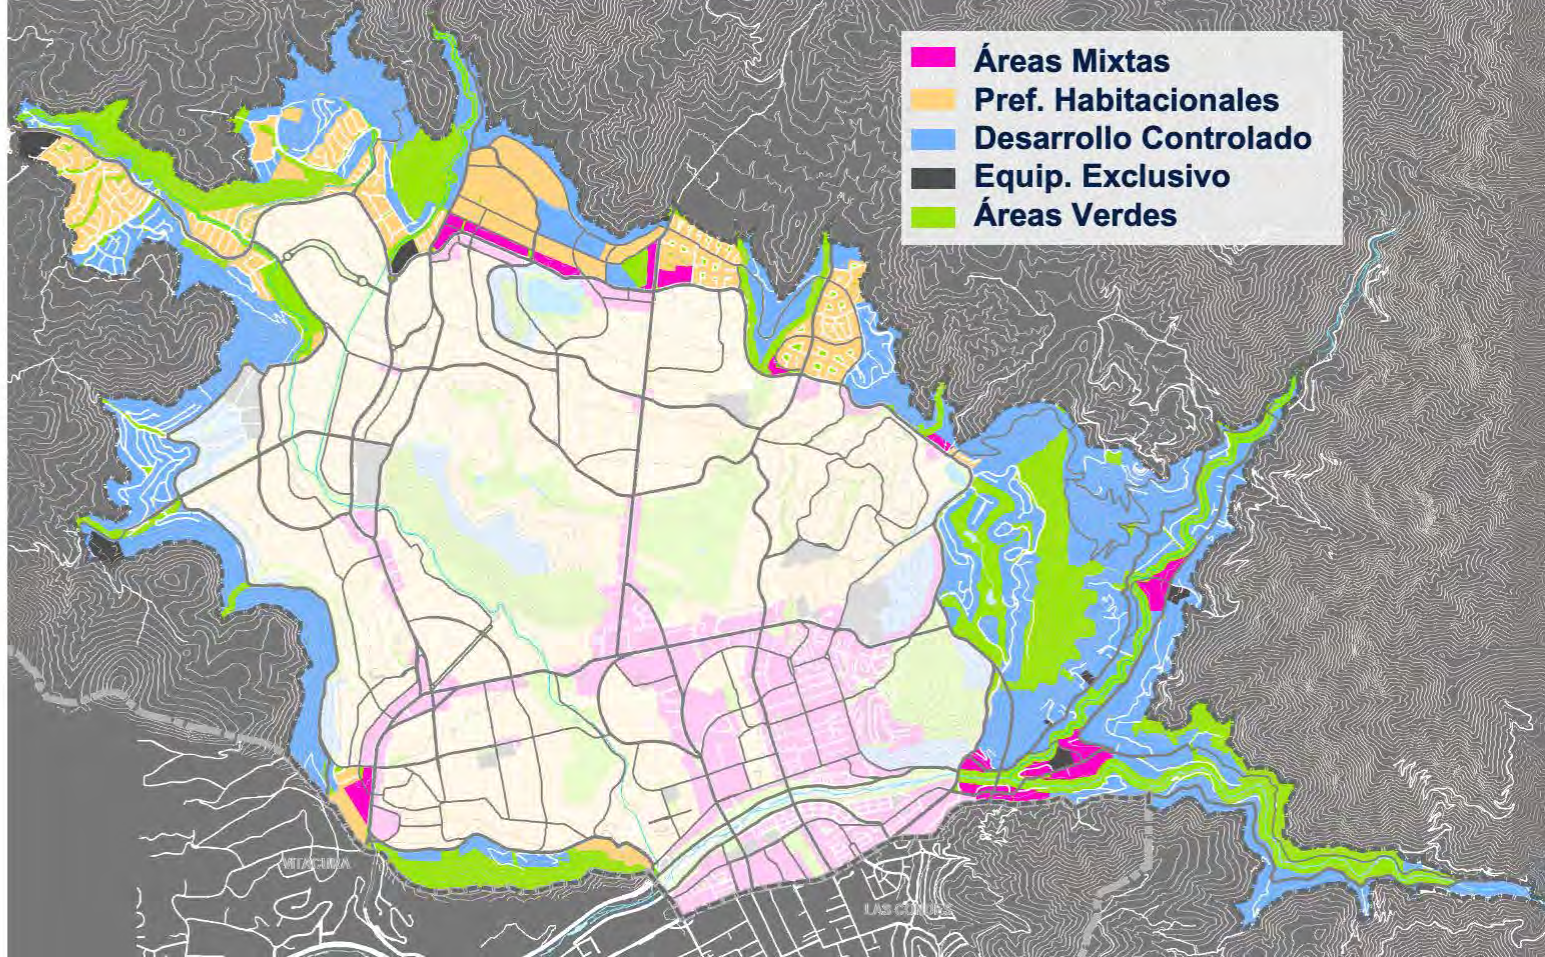 Áreas Mixtas
Pref. Habitacionales
Desarrollo Controlado
Equip. Exclusivo
Áreas Verdes
VITACURA
LAS CONDES